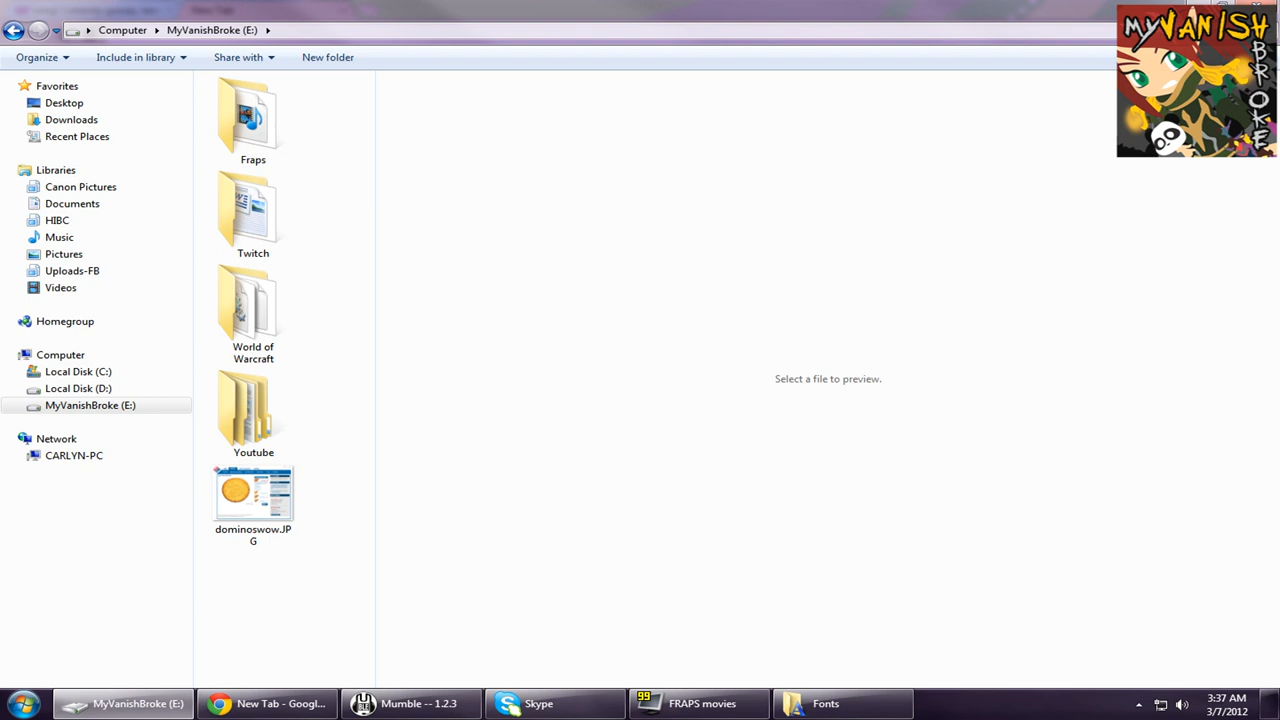 Computer MyVanishBroke (E:)
MY VANISH BROKE
Organize Include in library Share with New folder
Favorites
Desktop
Downloads
Recent Places
Libraries
Canon Pictures
Documents
HIBC
Music
Pictures
Uploads-FB
Videos
Homegroup
Computer
Local Disk (C:)
Local Disk (D:)
MyVanishBroke (E:)
Network
CARLYN-PC
Fraps
Twitch
World of
Warcraft
Youtube
dominoswow.JP
G
Select a file to preview.
MyVanishBroke (E:) New Tab - Googl... Mumble -- 1.2.3 Skype 99 FRAPS movies Fonts 3:37 AM
3/7/2012